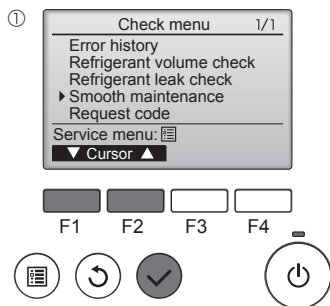 ①
Check menu 1/1
Error history
Refrigerant volume check
Refrigerant leak check
Smooth maintenance
Request code
Service menu:
▼ Cursor ▲
F1 F2 F3 F4